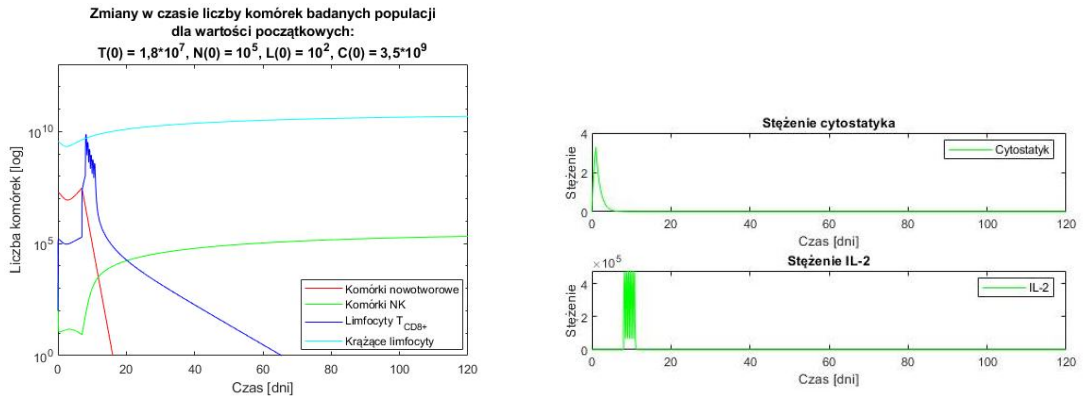 Zmiany w czasie liczby komórek badanych populacji
dla wartości początkowych:
T(0) = 1,8*10^7, N(0) = 10^5, L(0) = 10^2, C(0) = 3,5*10^9
Liczba komórek [log]
10^10
10^5
10^0
0 20 40 60 80 100 120
Czas [dni]
Komórki nowotworowe
Komórki NK
Limfocyty T_CD8+
Krążące limfocyty
Stężenie cytostatyka
Stężenie
4
2
0
0 20 40 60 80 100 120
Czas [dni]
Cytostatyk
Stężenie IL-2
×10^5
Stężenie
4
2
0
0 20 40 60 80 100 120
Czas [dni]
IL-2